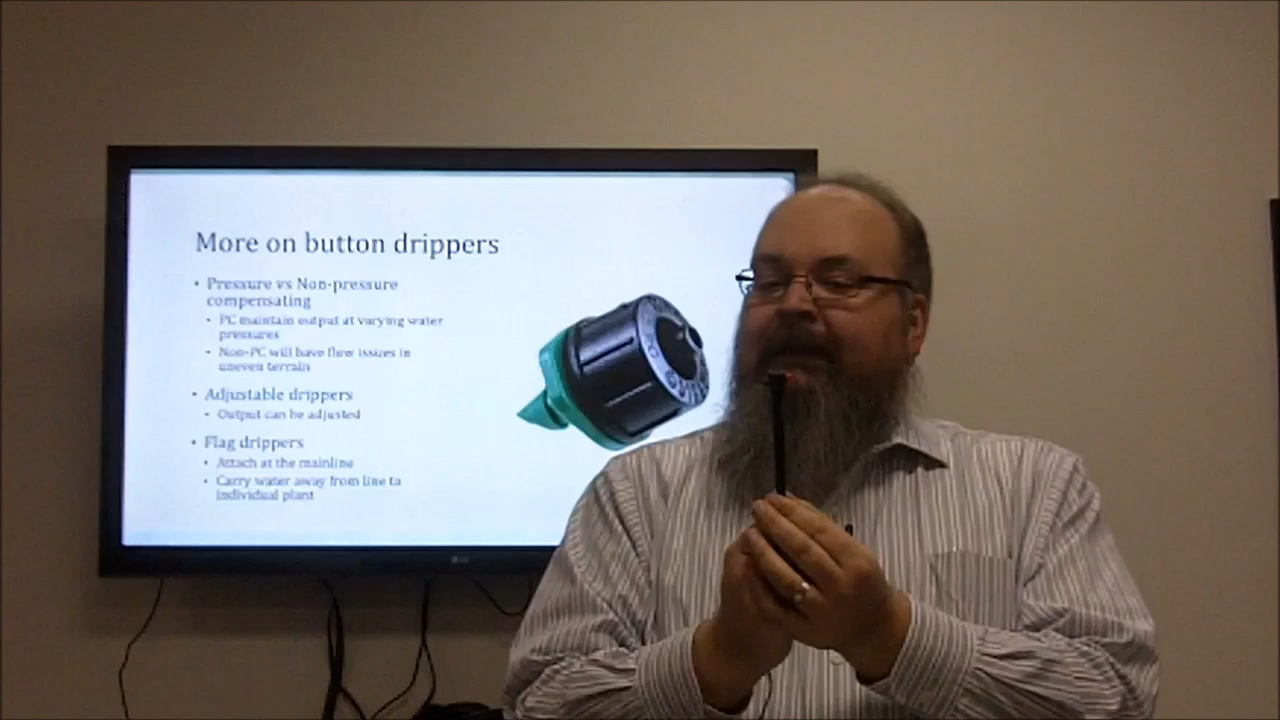 More on button drippers
• Pressure vs Non-pressure
compensating
• PC maintain output at varying water
pressures
• Non-PC will have flow issues in
uneven terrain
• Adjustable drippers
• Output can be adjusted
• Flag drippers
• Attach at the mainline
• Carry water away from line to
individual plant
LG